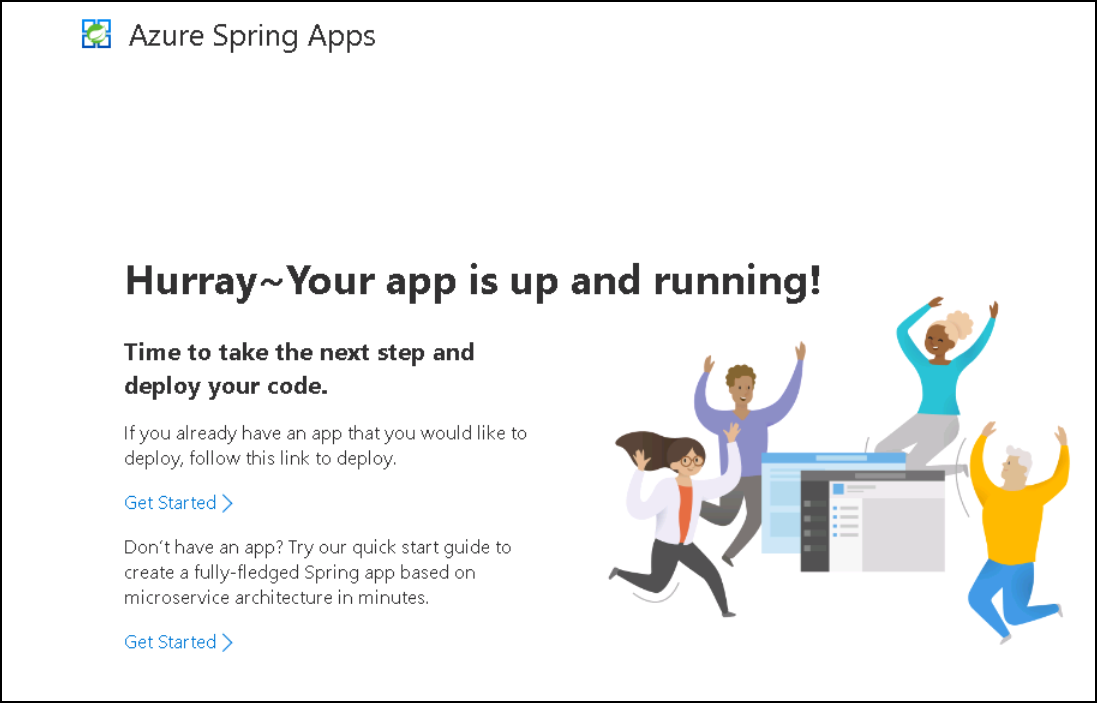 Azure Spring Apps
Hurray~Your app is up and running!
Time to take the next step and
deploy your code.
If you already have an app that you would like to
deploy, follow this link to deploy.
Get Started
Don't have an app? Try our quick start guide to
create a fully-fledged Spring app based on
microservice architecture in minutes.
Get Started